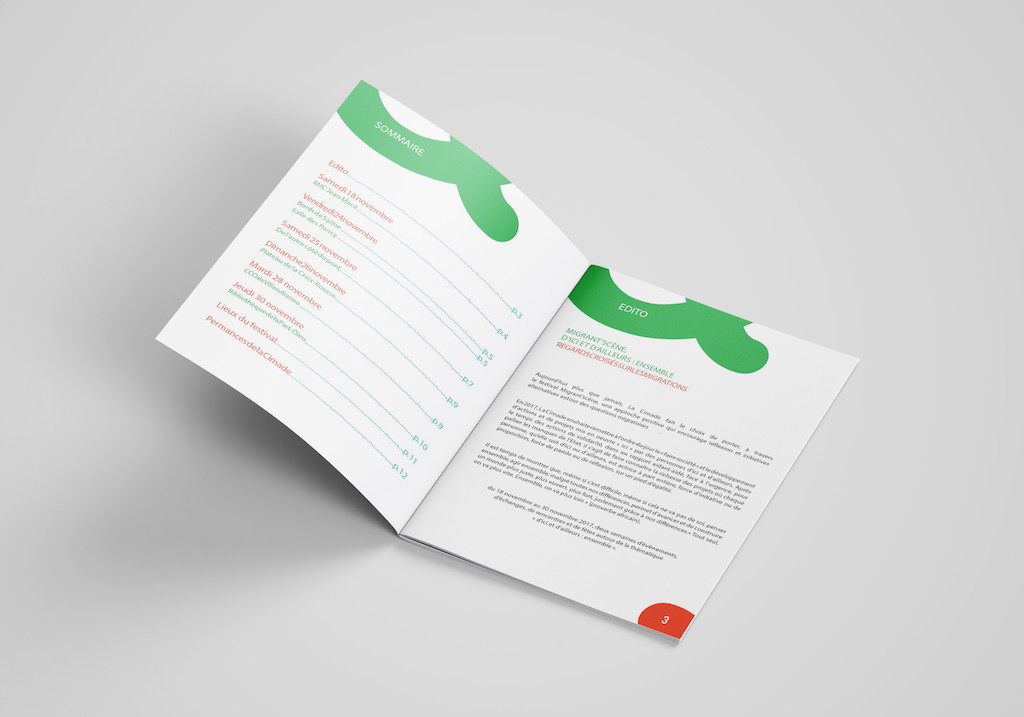 SOMMAIRE
Edito p.3
Samedi 18 novembre
MJC Jean Macé p.4
Vendredi 24 novembre
Bords de Saône p.5
Salle des Rancy p.5
Samedi 25 novembre
De l'autre côté du pont p.7
Dimanche 26 novembre
Plateau de la Croix-Rousse p.9
Mardi 28 novembre
CCO de Villeurbanne p.9
Jeudi 30 novembre
Bibliothèque de la Part-Dieu p.10
Lieux du festival p.11
Permances de la Cimade p.12
EDITO
MIGRANT'SCÈNE,
D'ICI ET D'AILLEURS : ENSEMBLE
REGARDS CROISÉS SUR LES MIGRATIONS
Aujourd'hui plus que jamais, La Cimade fait le choix de porter, à travers
le festival Migrant'scène, une approche positive qui encourage réflexion et initiatives
alternatives autour des questions migratoires
En 2017, La Cimade souhaite remettre à l'ordre du jour le « faire société » et le développement
d'actions et de projets mis en oeuvre « ici » par des personnes d'ici et d'ailleurs. Après
le temps des actions de solidarité, dans un rapport aidant-aidé, face à l'urgence, pour
palier les manques de l'Etat, il s'agit de faire connaître la richesse des projets où chaque
personne, qu'elle soit d'ici ou d'ailleurs, est actrice à part entière, force d'initiative ou de
proposition, force de parole ou de réflexion, sur un pied d'égalité.
Il est temps de montrer que, même si c'est difficile, même si cela ne va pas de soi, penser
ensemble, agir ensemble, malgré toutes nos différences, permet d'avancer et de construire
un monde plus juste, plus ouvert, plus fort, justement grâce à nos différences.« Tout seul,
on va plus vite. Ensemble, on va plus loin » (proverbe africain).
du 18 novembre au 30 novembre 2017, deux semaines d'événements,
d'échanges, de rencontres et de fêtes autour de la thématique
« d'ici et d'ailleurs : ensemble ».
3